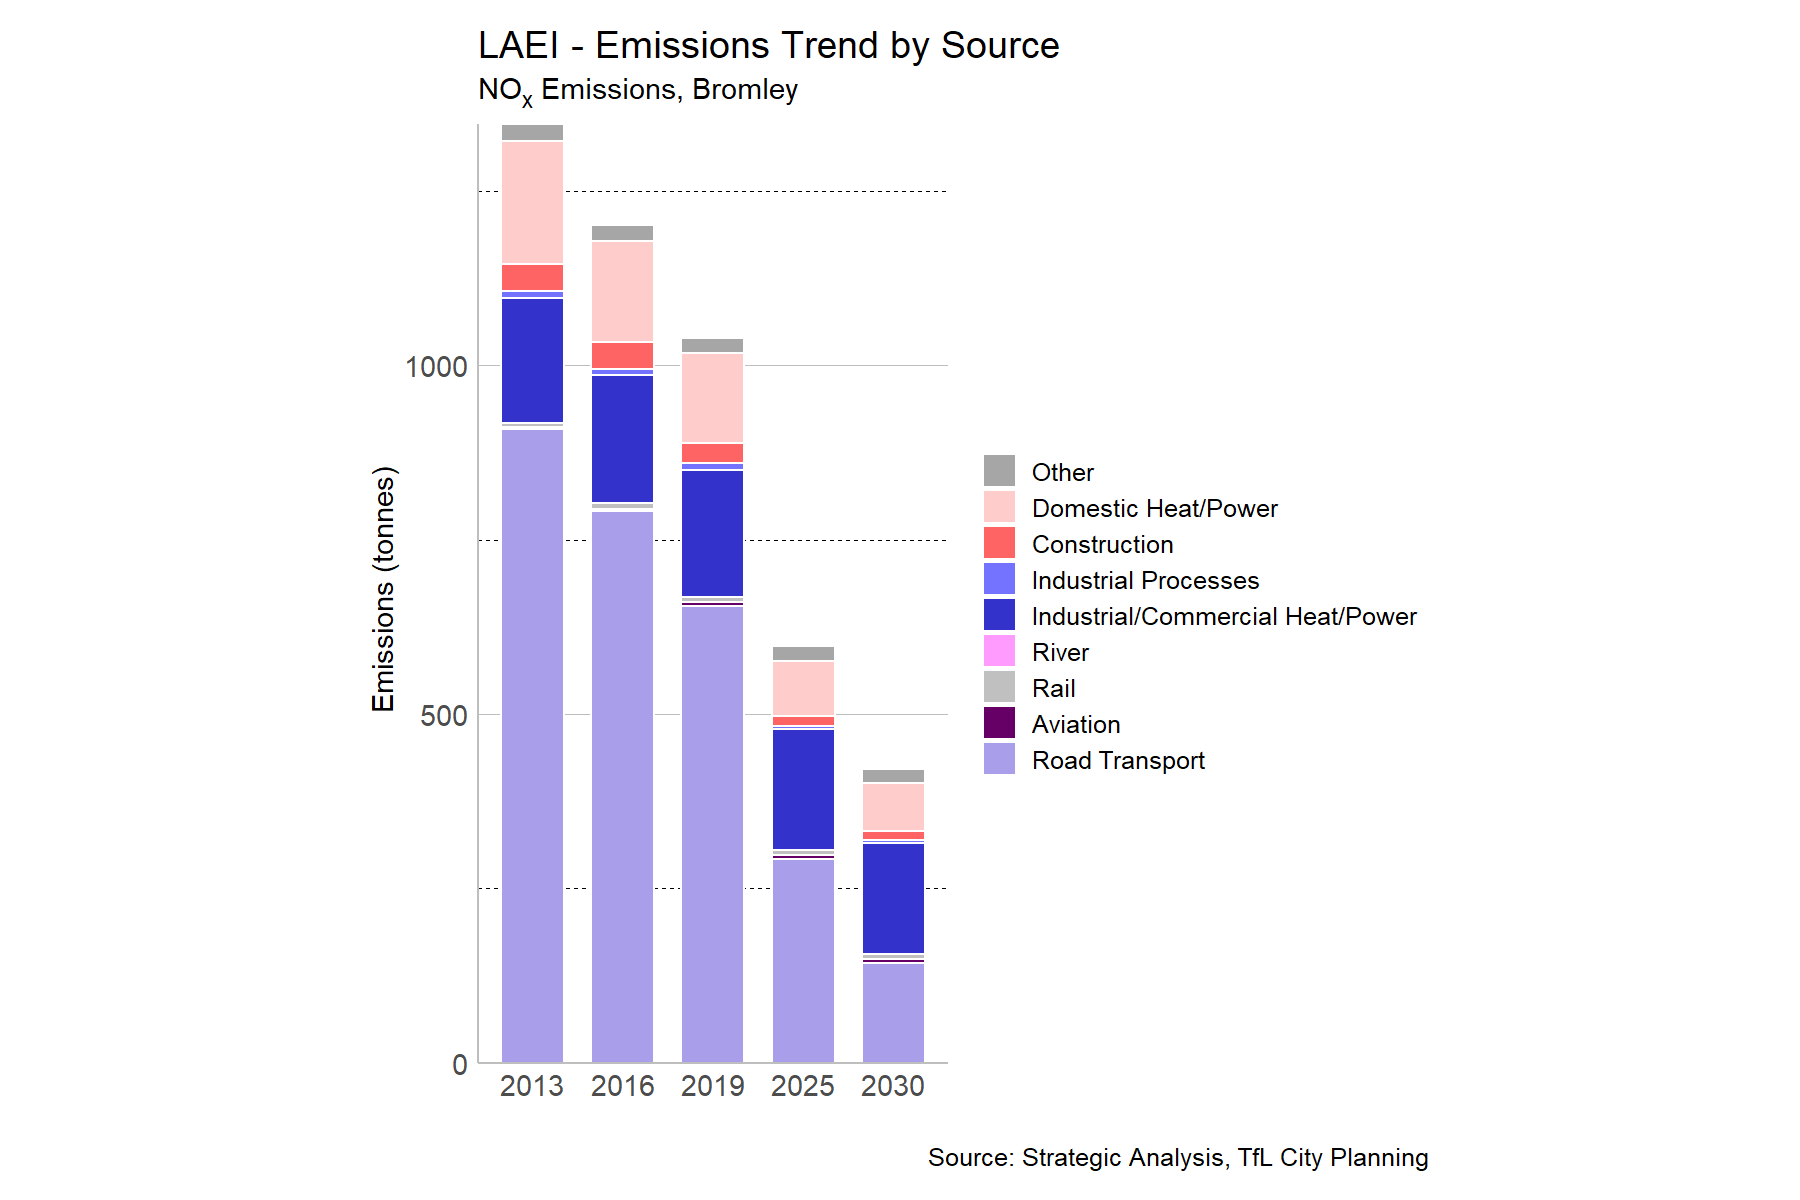 LAEI - Emissions Trend by Source
NOx Emissions, Bromley
Emissions (tonnes)
1000
500
0
2013 2016 2019 2025 2030
Other
Domestic Heat/Power
Construction
Industrial Processes
Industrial/Commercial Heat/Power
River
Rail
Aviation
Road Transport
Source: Strategic Analysis, TfL City Planning